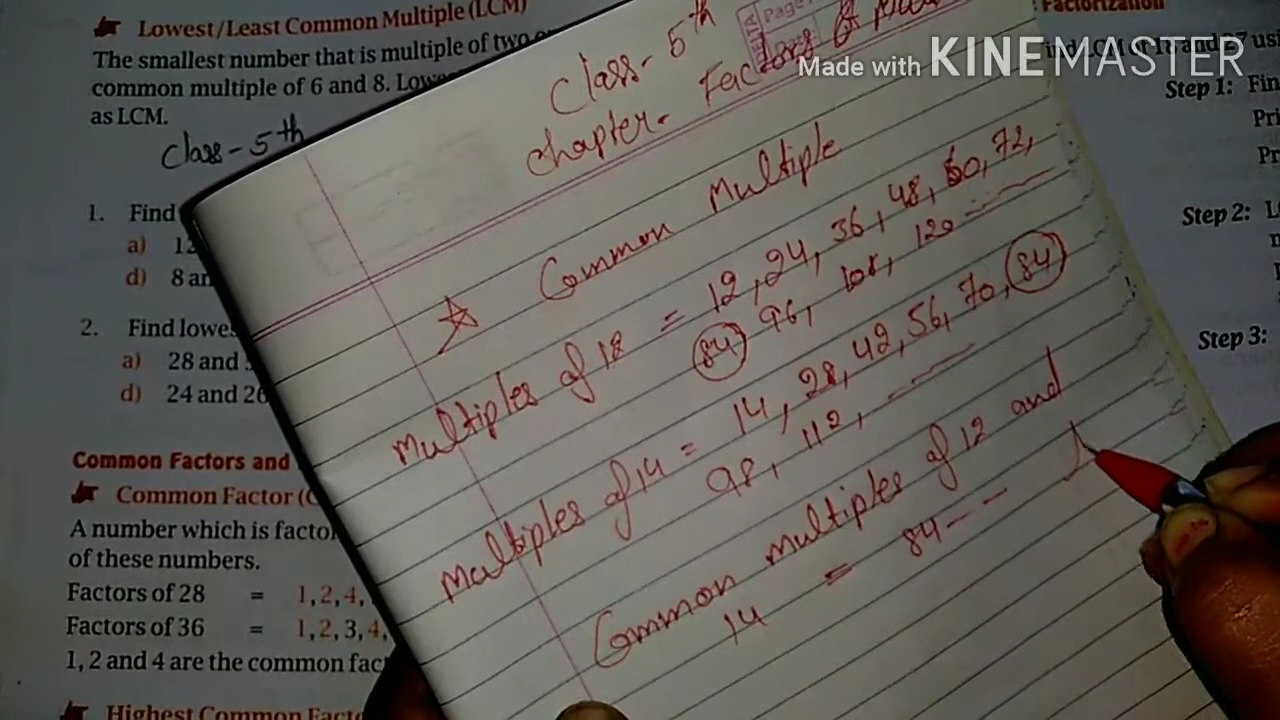 Lowest/Least Common Multiple (LCM)
The smallest number that is multiple of two or
common multiple of 6 and 8.
as LCM.
Class - 5th
1. Find
a) 12
d) 8 an
2. Find lowe
a) 28 and
d) 24 and 26
Common Factors and
Common Factor
A number which is factor
of these numbers.
Factors of 28 = 1, 2, 4,
Factors of 36 = 1, 2, 3, 4,
1, 2 and 4 are the common fac
Highest Common Facto
Page
Class - 5th
Chapter - Factors &
Common Multiple
Multiples of 12 = 12, 24, 36, 48, 60, 72,
84 96, 108, 120
Multiples of 14 = 14, 28, 42, 56, 70, 84
98, 112,
Common multiples of 12 and
14 = 84 - -
Made with KINEMASTER
Factorization
Step 1: Fin
Pri
Pr
Step 2:
Step 3: